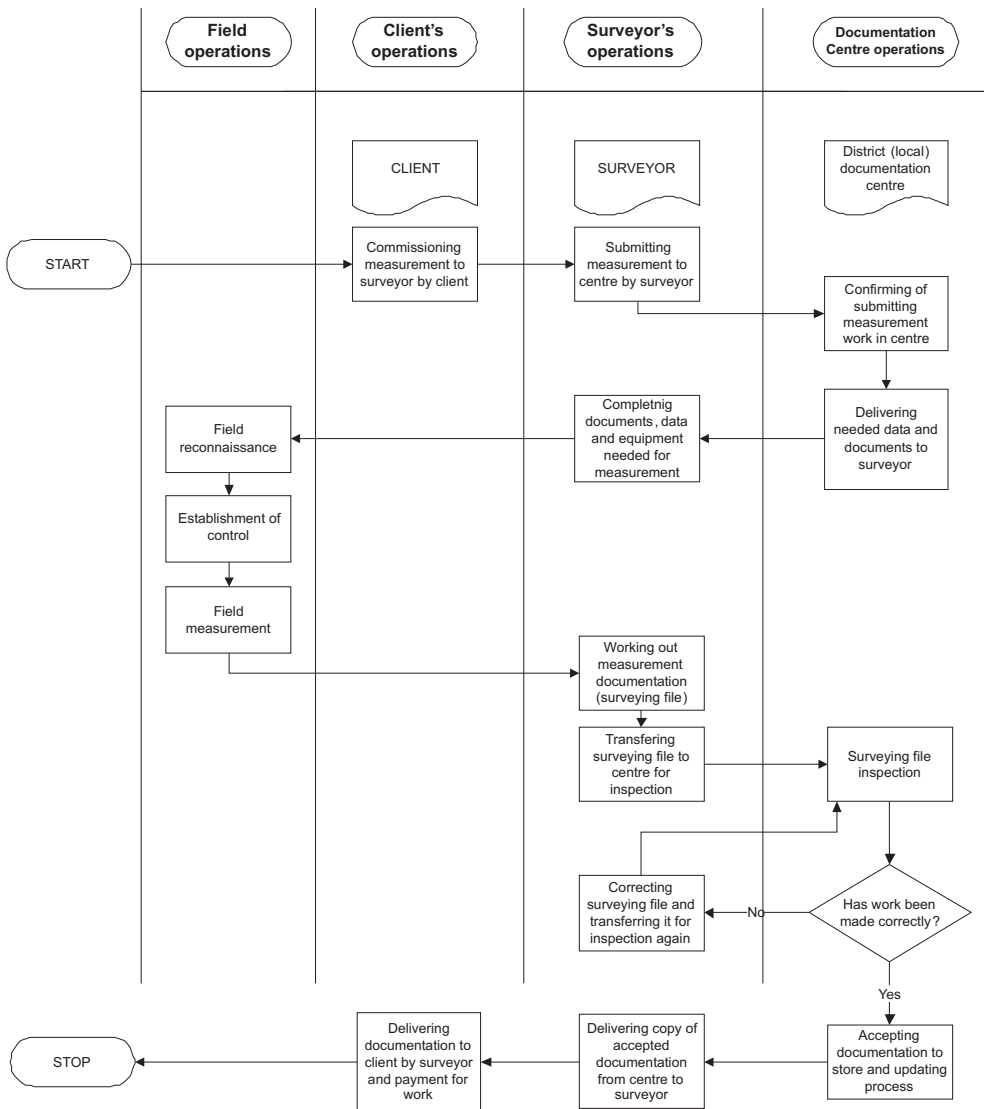 Field
operations
Client's
operations
Surveyor's
operations
Documentation
Centre operations
CLIENT
SURVEYOR
District (local)
documentation
centre
START
Commissioning
measurement to
surveyor by client
Submitting
measurement to
centre by surveyor
Confirming of
submitting
measurement
work in centre
Delivering
needed data and
documents to
surveyor
Completnig
documents, data
and equipment
needed for
measurement
Field
reconnaissance
Establishment of
control
Field
measurement
Working out
measurement
documentation
(surveying file)
Transfering
surveying file to
centre for
inspection
Surveying file
inspection
Has work been
made correctly?
No
Correcting
surveying file and
transferring it for
inspection again
Yes
Accepting
documentation to
store and updating
process
Delivering copy of
accepted
documentation
from centre to
surveyor
Delivering
documentation to
client by surveyor
and payment for
work
STOP